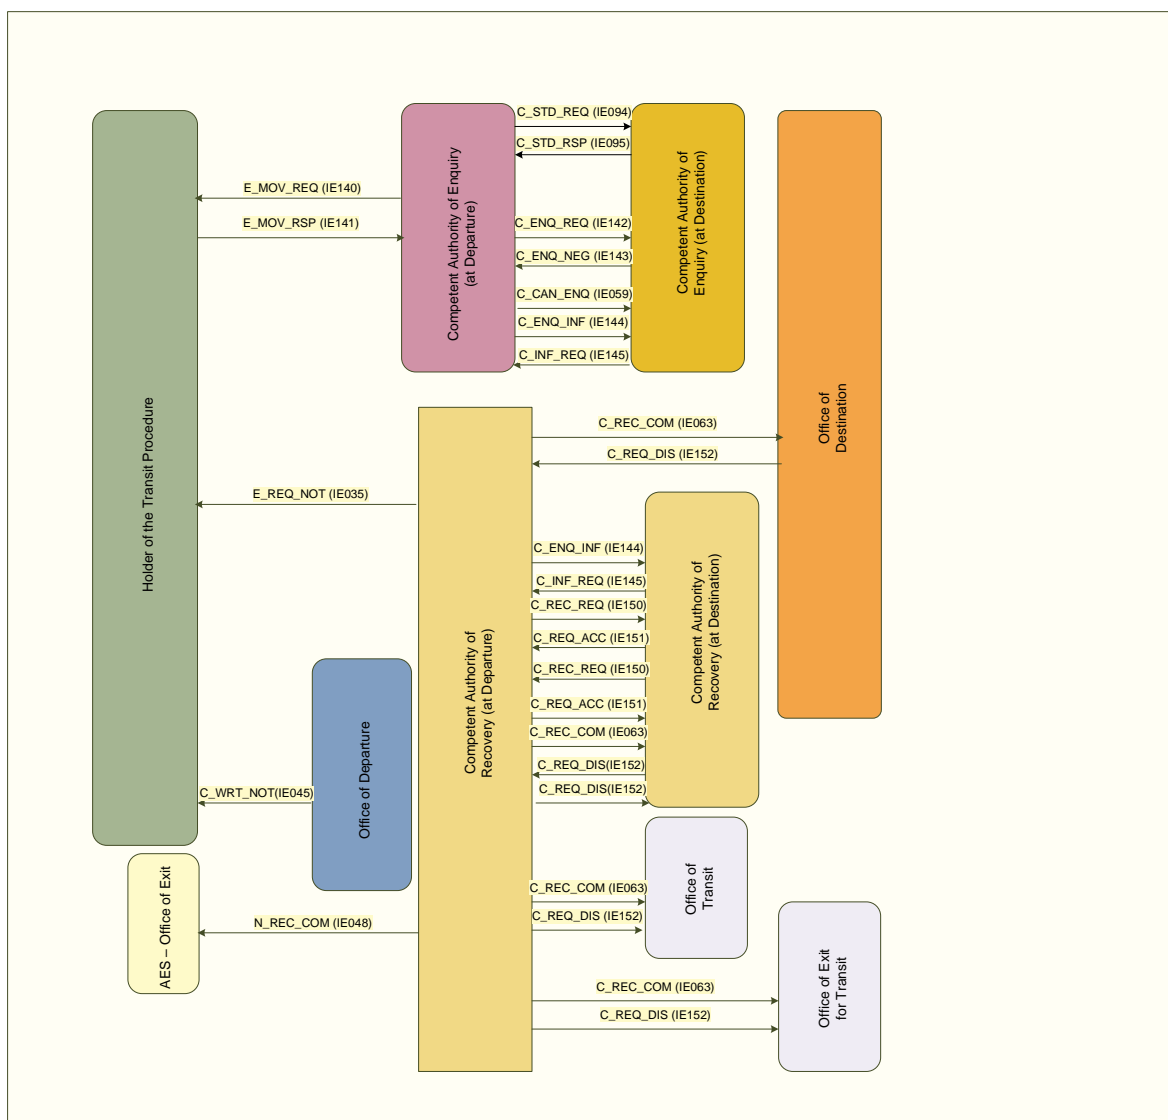 C_STD_REQ (IE094)
C_STD_RSP (IE095)
E_MOV_REQ (IE140)
E_MOV_RSP (IE141)
C_ENQ_REQ (IE142)
C_ENQ_NEG (IE143)
C_CAN_ENQ (IE059)
C_ENQ_INF (IE144)
C_INF_REQ (IE145)
Competent Authority of Enquiry
(at Departure)
Competent Authority of
Enquiry (at Destination)
Holder of the Transit Procedure
Office of
Destination
C_REC_COM (IE063)
C_REQ_DIS (IE152)
E_REQ_NOT (IE035)
C_ENQ_INF (IE144)
C_INF_REQ (IE145)
C_REC_REQ (IE150)
C_REQ_ACC (IE151)
C_REC_REQ (IE150)
C_REQ_ACC (IE151)
C_REC_COM (IE063)
C_REQ_DIS(IE152)
C_REQ_DIS(IE152)
Competent Authority of
Recovery (at Departure)
Competent Authority of
Recovery (at Destination)
Office of Departure
C_WRT_NOT(IE045)
AES – Office of Exit
N_REC_COM (IE048)
C_REC_COM (IE063)
C_REQ_DIS (IE152)
Office of
Transit
C_REC_COM (IE063)
C_REQ_DIS (IE152)
Office of Exit
for Transit